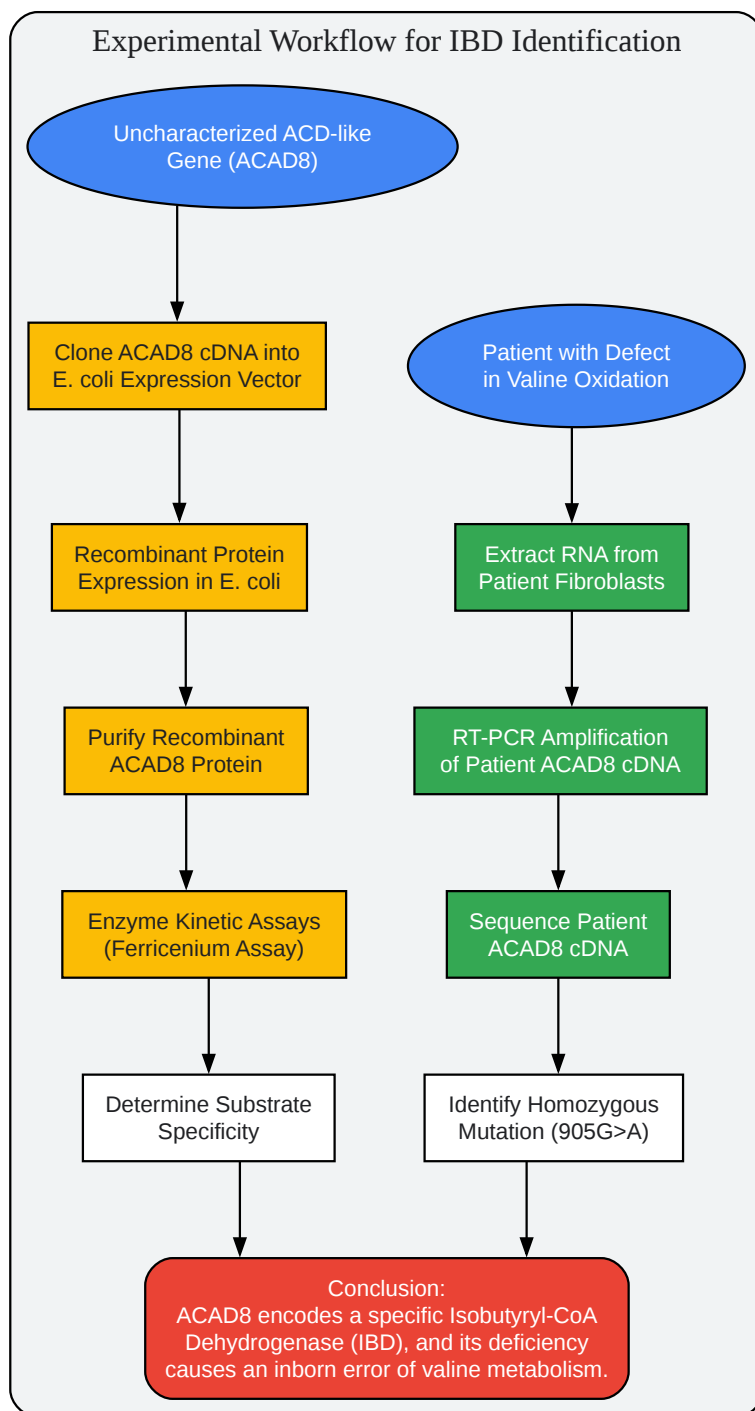 Experimental Workflow for IBD Identification
Uncharacterized ACD-like
Gene (ACAD8)
Clone ACAD8 cDNA into
E. coli Expression Vector
Patient with Defect
in Valine Oxidation
Recombinant Protein
Expression in E. coli
Extract RNA from
Patient Fibroblasts
Purify Recombinant
ACAD8 Protein
RT-PCR Amplification
of Patient ACAD8 cDNA
Enzyme Kinetic Assays
(Ferricenium Assay)
Sequence Patient
ACAD8 cDNA
Determine Substrate
Specificity
Identify Homozygous
Mutation (905G>A)
Conclusion:
ACAD8 encodes a specific Isobutyryl-CoA
Dehydrogenase (IBD), and its deficiency
causes an inborn error of valine metabolism.